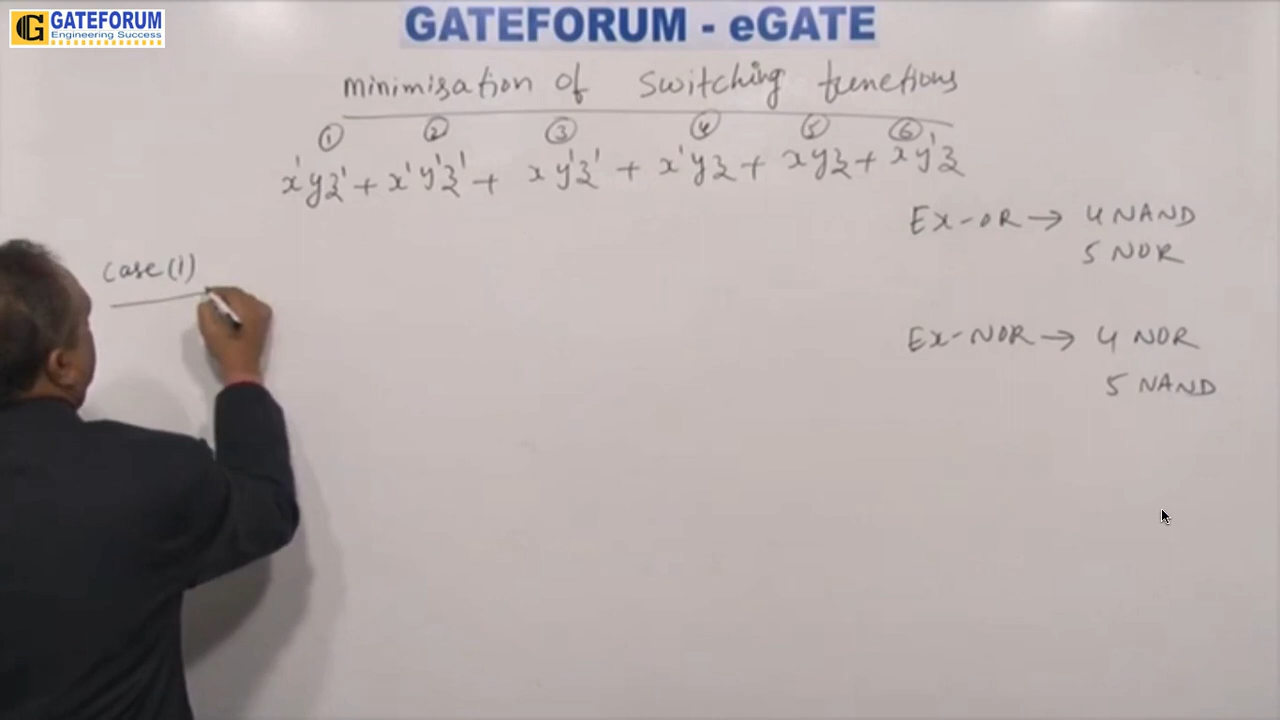 GATEFORUM
Engineering Success
GATEFORUM - eGATE
minimisation of switching functions
① ② ③ ④ ⑤ ⑥
x'yz' + x'y'z' + xy'z' + x'yz + xyz + xy'z
Ex-OR → 4 NAND
5 NOR
case (1)
Ex-NOR → 4 NOR
5 NAND